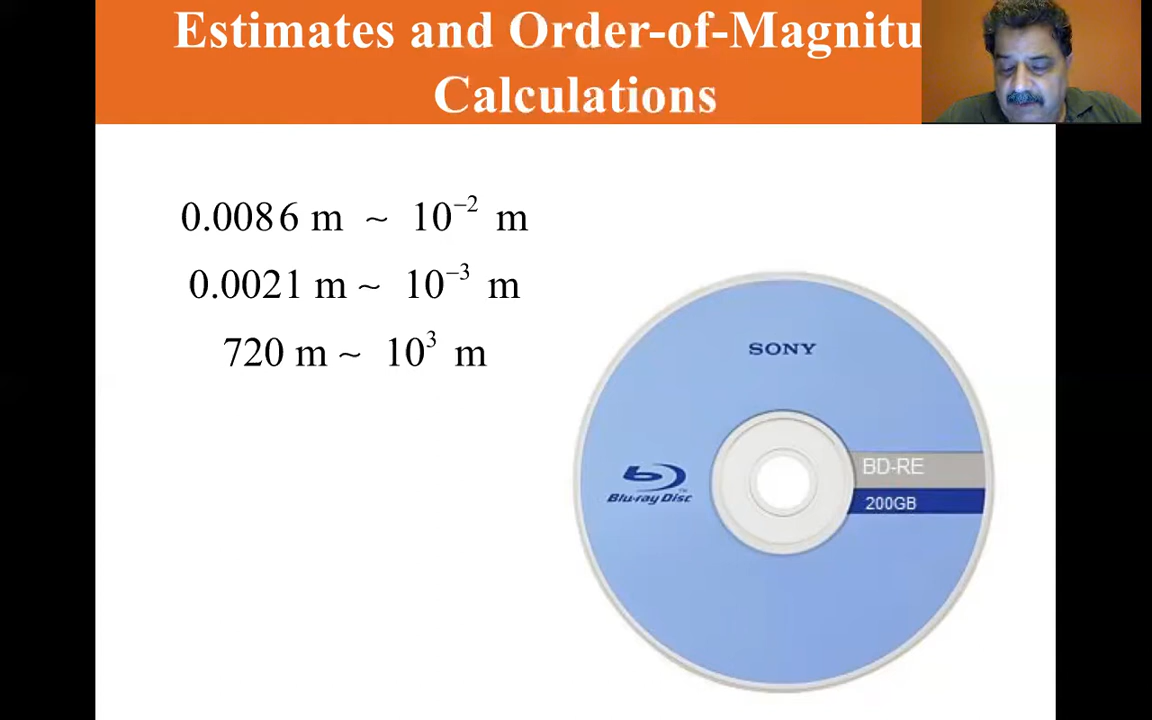 Estimates and Order-of-Magnitu
Calculations
0.0086 m ~ 10⁻² m
0.0021 m ~ 10⁻³ m
720 m ~ 10³ m
SONY
BD-RE
Blu-ray Disc
200GB